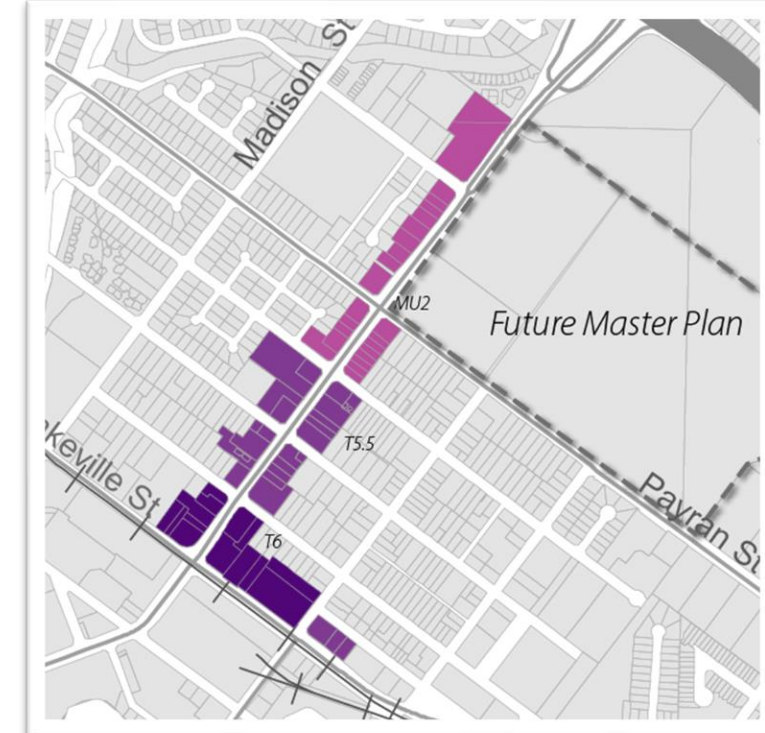 Madison St
MU2
Future Master Plan
T5.5
keville St
Payran St
T6